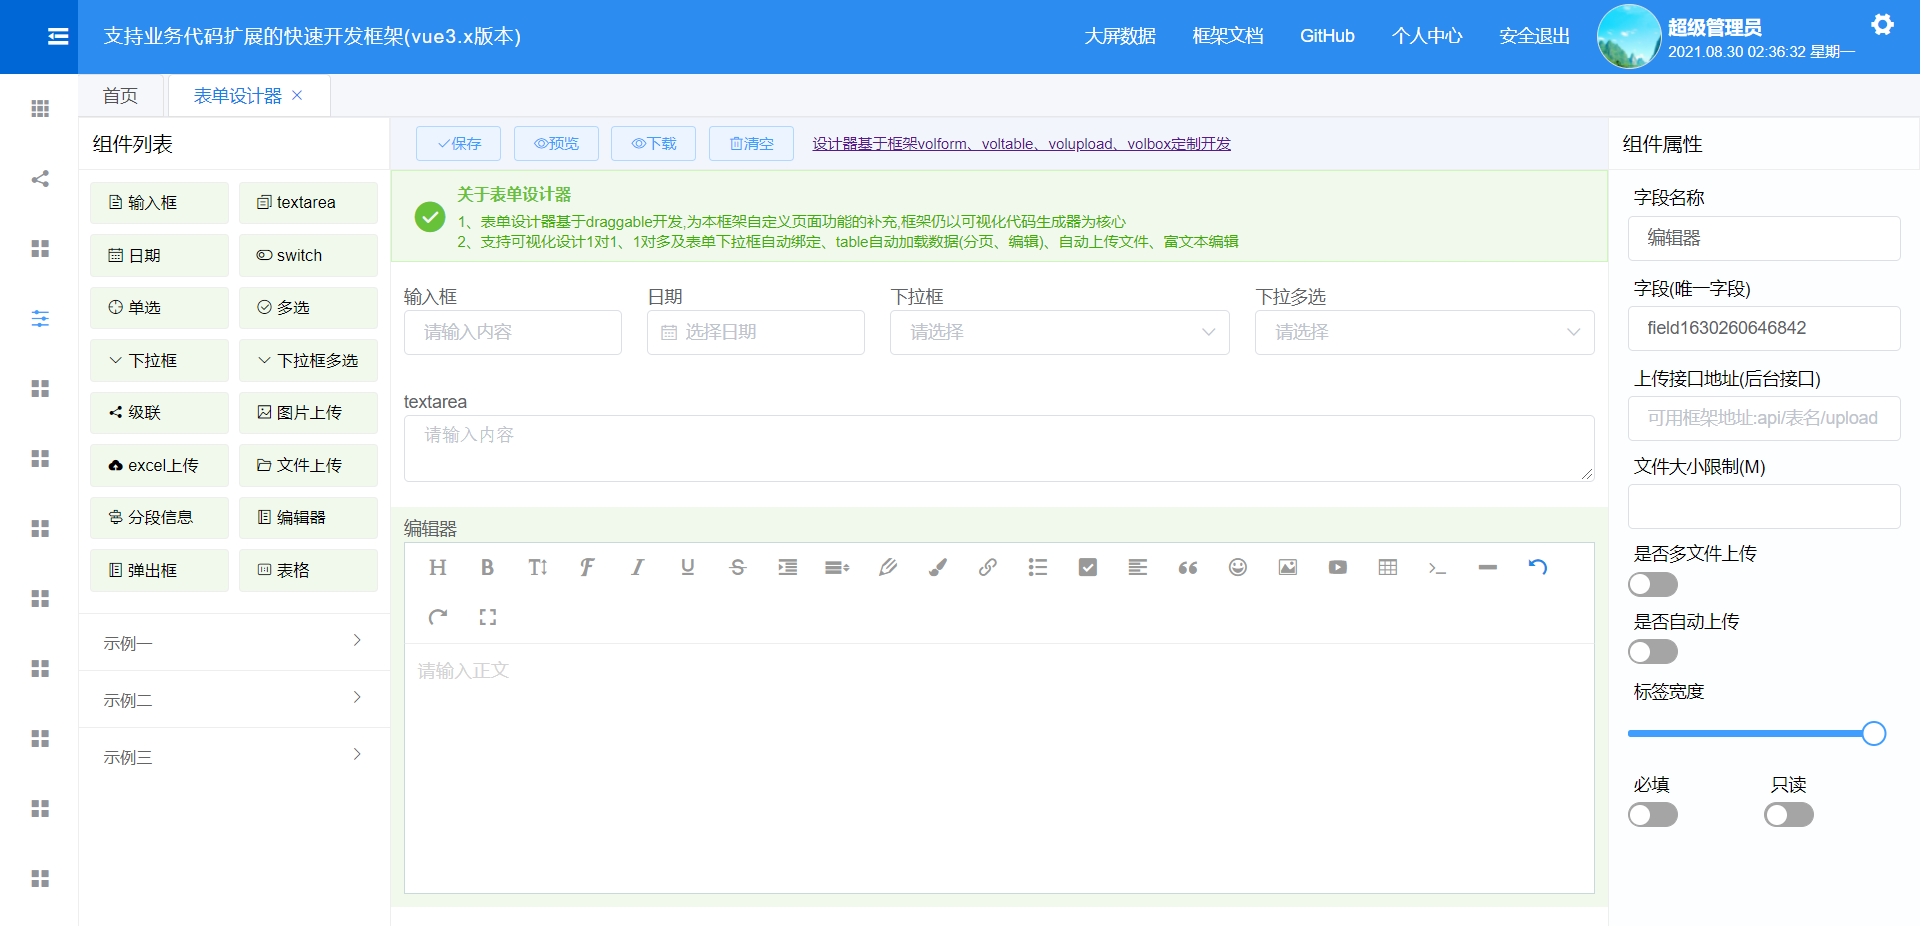 支持业务代码扩展的快速开发框架(vue3.x版本)
大屏数据 框架文档 GitHub 个人中心 安全退出
超级管理员
2021.08.30 02:36:32 星期一
首页 表单设计器
组件列表
保存 预览 下载 清空 设计器基于框架volform、voltable、volupload、volbox定制开发
组件属性
输入框 textarea
日期 switch
单选 多选
下拉框 下拉框多选
级联 图片上传
excel上传 文件上传
分段信息 编辑器
弹出框 表格
示例一
示例二
示例三
关于表单设计器
1、表单设计器基于draggable开发,为本框架自定义页面功能的补充,框架仍以可视化代码生成器为核心
2、支持可视化设计1对1、1对多及表单下拉框自动绑定、table自动加载数据(分页、编辑)、自动上传文件、富文本编辑
输入框 日期 下拉框 下拉多选
请输入内容 选择日期 请选择 请选择
textarea
请输入内容
编辑器
请输入正文
字段名称
编辑器
字段(唯一字段)
field1630260646842
上传接口地址(后台接口)
可用框架地址:api/表名/upload
文件大小限制(M)
是否多文件上传
是否自动上传
标签宽度
必填 只读